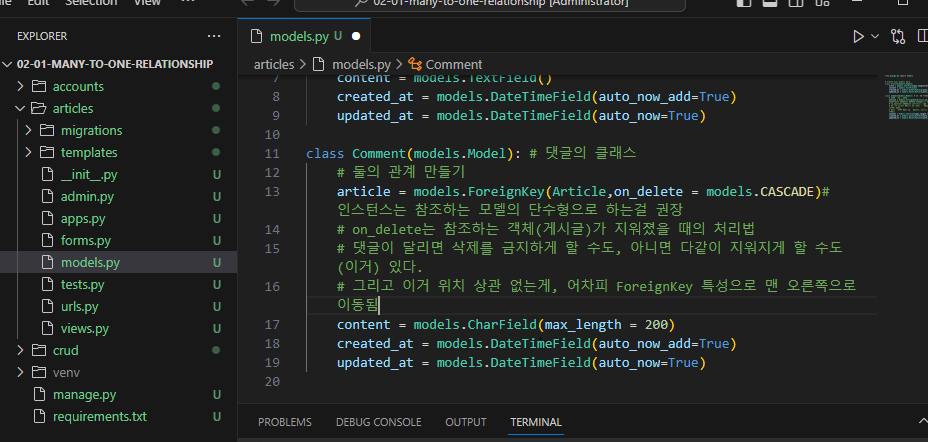 Edit
Selection
View
02-01-many-to-one-relationship [Administrator]
EXPLORER
02-01-MANY-TO-ONE-RELATIONSHIP
accounts
articles
migrations
templates
__init__.py U
admin.py U
apps.py U
forms.py U
models.py U
tests.py U
urls.py U
views.py U
crud
venv
manage.py U
requirements.txt U
models.py U
articles > models.py > Comment
7 content = models.TextField()
8 created_at = models.DateTimeField(auto_now_add=True)
9 updated_at = models.DateTimeField(auto_now=True)
10
11 class Comment(models.Model): # 댓글의 클래스
12 # 둘의 관계 만들기
13 article = models.ForeignKey(Article,on_delete = models.CASCADE)#
인스턴스는 참조하는 모델의 단수형으로 하는걸 권장
14 # on_delete는 참조하는 객체(게시글)가 지워졌을 때의 처리법
15 # 댓글이 달리면 삭제를 금지하게 할 수도, 아니면 다같이 지워지게 할 수도
(이거) 있다.
16 # 그리고 이거 위치 상관 없는게, 어차피 ForeignKey 특성으로 맨 오른쪽으로
이동됨
17 content = models.CharField(max_length = 200)
18 created_at = models.DateTimeField(auto_now_add=True)
19 updated_at = models.DateTimeField(auto_now=True)
20
PROBLEMS
DEBUG CONSOLE
OUTPUT
TERMINAL